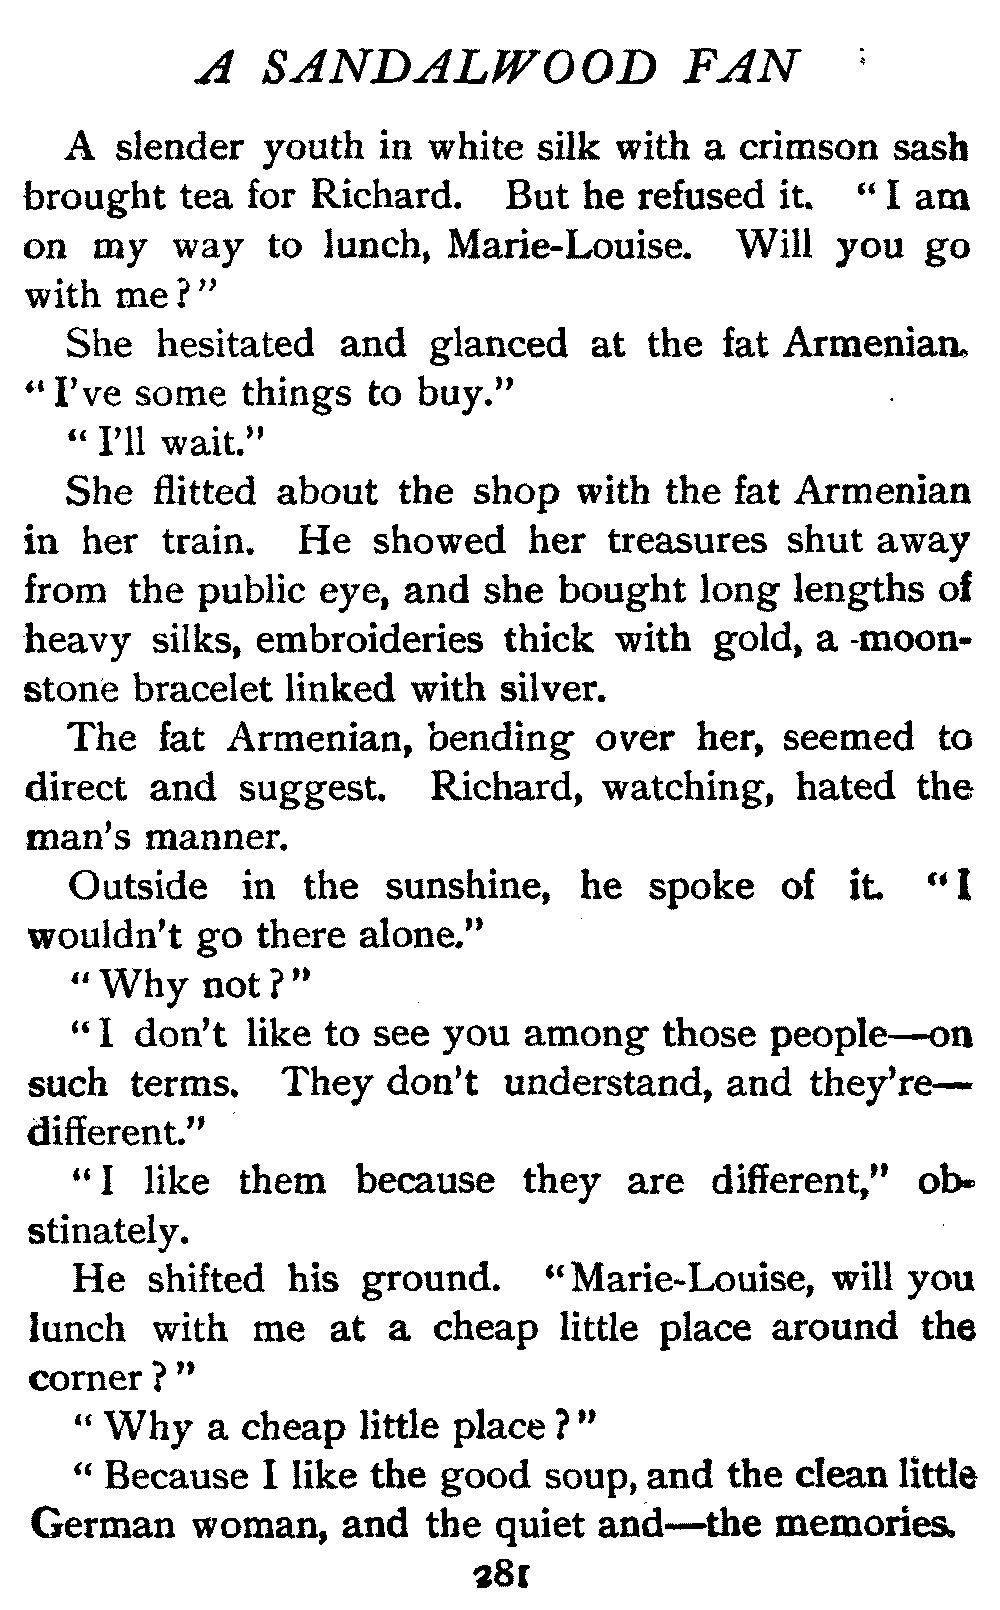 A SANDALWOOD FAN
A slender youth in white silk with a crimson sash
brought tea for Richard. But he refused it. "I am
on my way to lunch, Marie-Louise. Will you go
with me?"
She hesitated and glanced at the fat Armenian.
"I've some things to buy."
"I'll wait."
She flitted about the shop with the fat Armenian
in her train. He showed her treasures shut away
from the public eye, and she bought long lengths of
heavy silks, embroideries thick with gold, a moon-
stone bracelet linked with silver.
The fat Armenian, bending over her, seemed to
direct and suggest. Richard, watching, hated the
man's manner.
Outside in the sunshine, he spoke of it. "I
wouldn't go there alone."
"Why not?"
"I don't like to see you among those people—on
such terms. They don't understand, and they're—
different."
"I like them because they are different," ob-
stinately.
He shifted his ground. "Marie-Louise, will you
lunch with me at a cheap little place around the
corner?"
"Why a cheap little place?"
"Because I like the good soup, and the clean little
German woman, and the quiet and—the memories.
281